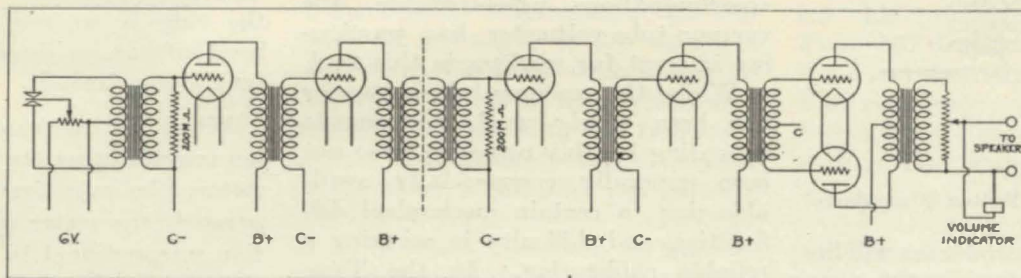 200M.Ω.
200M.Ω.
C
TO
SPEAKER
6V.
C-
B+
C-
B+
C-
B+
C-
B+
B+
VOLUME
INDICATOR